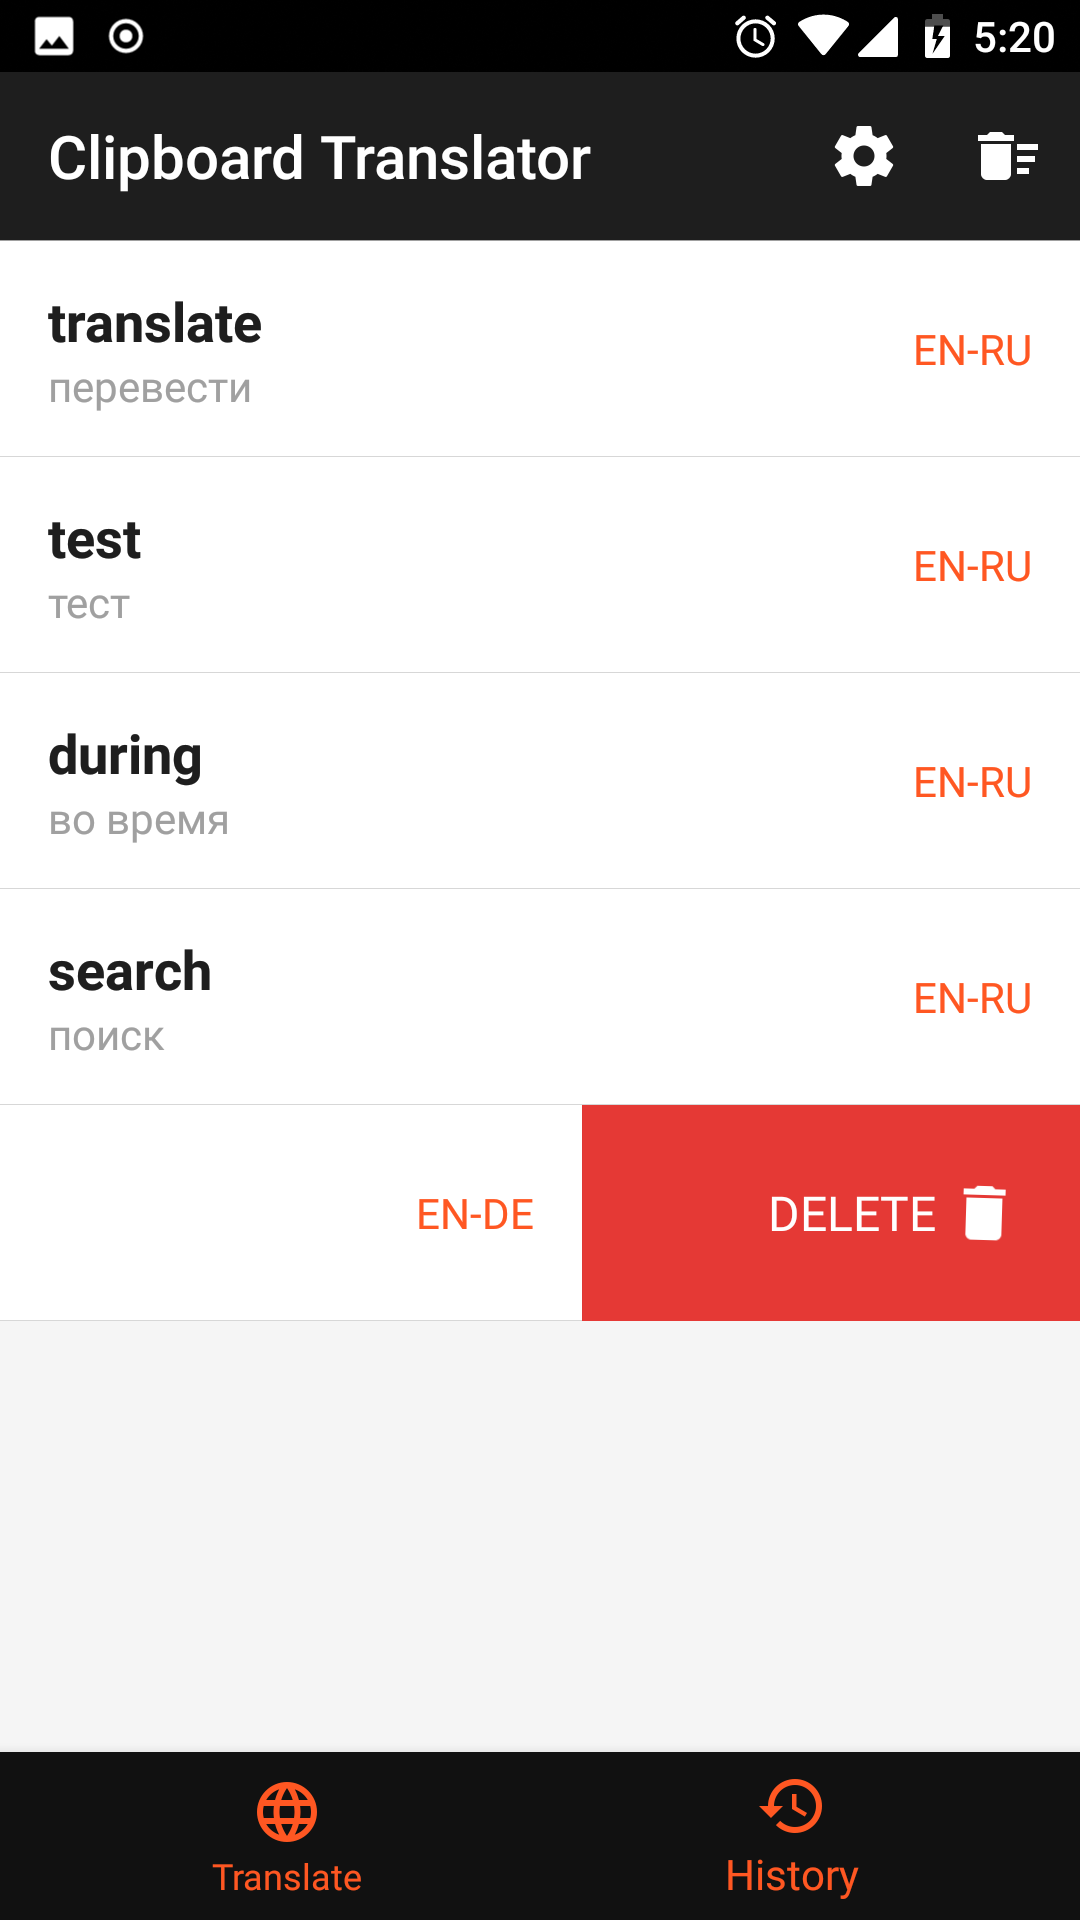 5:20
Clipboard Translator
translate
EN-RU
перевести
test
EN-RU
тест
during
EN-RU
во время
search
EN-RU
поиск
EN-DE DELETE
Translate History